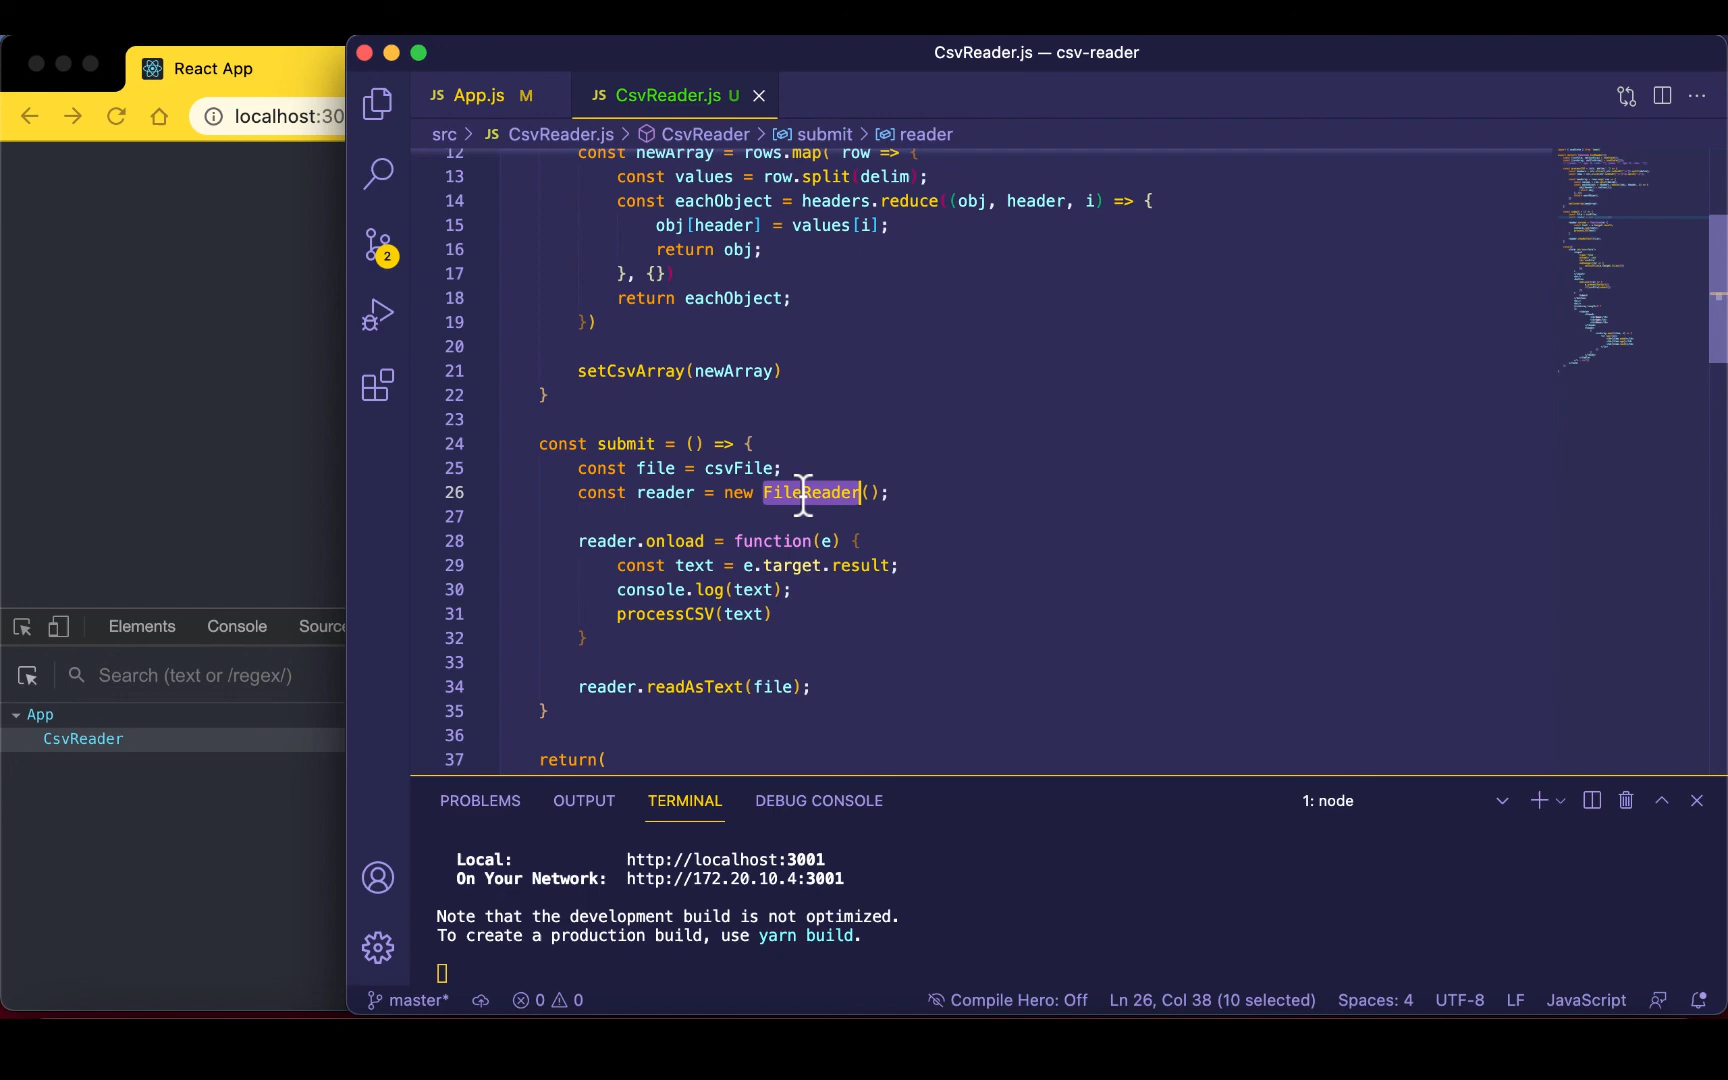 React App
localhost:30
Elements Console Source
Search (text or /regex/)
App
CsvReader
CsvReader.js — csv-reader
JS App.js M
JS CsvReader.js U
src > JS CsvReader.js > CsvReader > submit > reader
2
12 const newArray = rows.map( row => {
13 const values = row.split(delim);
14 const eachObject = headers.reduce((obj, header, i) => {
15 obj[header] = values[i];
16 return obj;
17 }, {})
18 return eachObject;
19 })
20
21 setCsvArray(newArray)
22 }
23
24 const submit = () => {
25 const file = csvFile;
26 const reader = new FileReader();
27
28 reader.onload = function(e) {
29 const text = e.target.result;
30 console.log(text);
31 processCSV(text)
32 }
33
34 reader.readAsText(file);
35 }
36
37 return(
PROBLEMS OUTPUT TERMINAL DEBUG CONSOLE 1: node
Local: http://localhost:3001
On Your Network: http://172.20.10.4:3001
Note that the development build is not optimized.
To create a production build, use yarn build.
master* 0 0 Compile Hero: Off Ln 26, Col 38 (10 selected) Spaces: 4 UTF-8 LF JavaScript